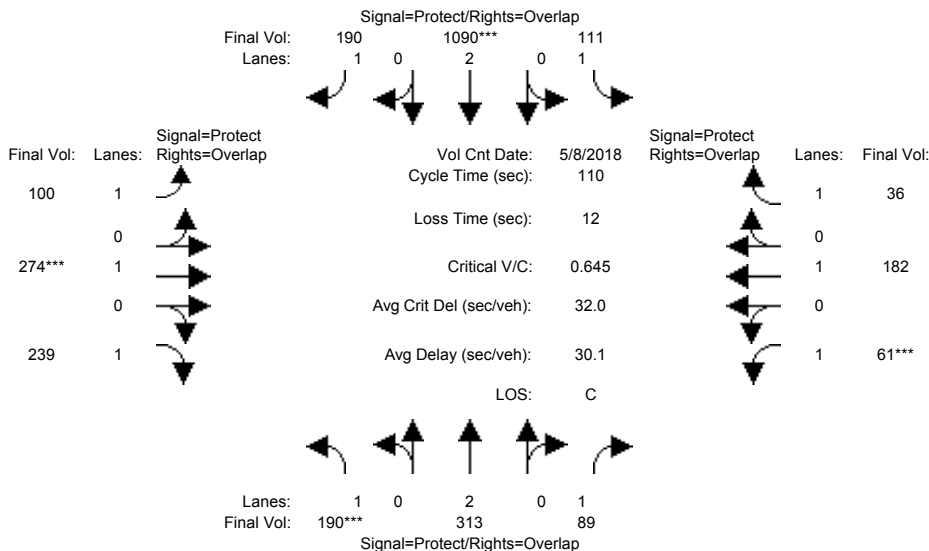 Signal=Protect/Rights=Overlap
Final Vol: 190 1090*** 111
Lanes: 1 0 2 0 1
Signal=Protect
Final Vol: Lanes: Rights=Overlap
100 1
0
274*** 1
0
239 1
Vol Cnt Date: 5/8/2018
Cycle Time (sec): 110
Loss Time (sec): 12
Critical V/C: 0.645
Avg Crit Del (sec/veh): 32.0
Avg Delay (sec/veh): 30.1
LOS: C
Signal=Protect
Rights=Overlap Lanes: Final Vol:
1 36
0
1 182
0
1 61***
Lanes: 1 0 2 0 1
Final Vol: 190*** 313 89
Signal=Protect/Rights=Overlap